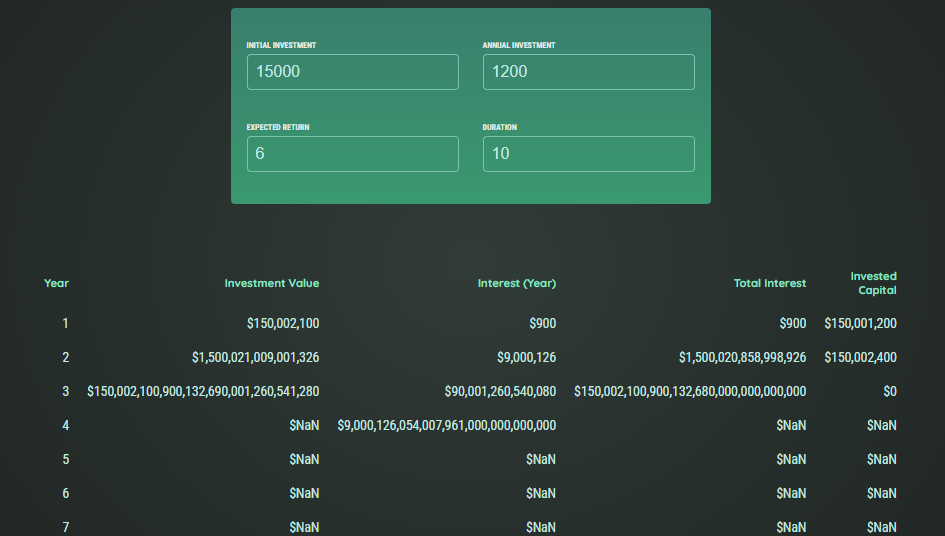 INITIAL INVESTMENT ANNUAL INVESTMENT
15000 1200
EXPECTED RETURN DURATION
6 10
Year Investment Value Interest (Year) Total Interest Invested Capital
1 $150,002,100 $900 $900 $150,001,200
2 $1,500,021,009,001,326 $9,000,126 $1,500,020,858,998,926 $150,002,400
3 $150,002,100,900,132,690,001,260,541,280 $90,001,260,540,080 $150,002,100,900,132,680,000,000,000,000 $0
4 $NaN $9,000,126,054,007,961,000,000,000,000 $NaN $NaN
5 $NaN $NaN $NaN $NaN
6 $NaN $NaN $NaN $NaN
7 $NaN $NaN $NaN $NaN